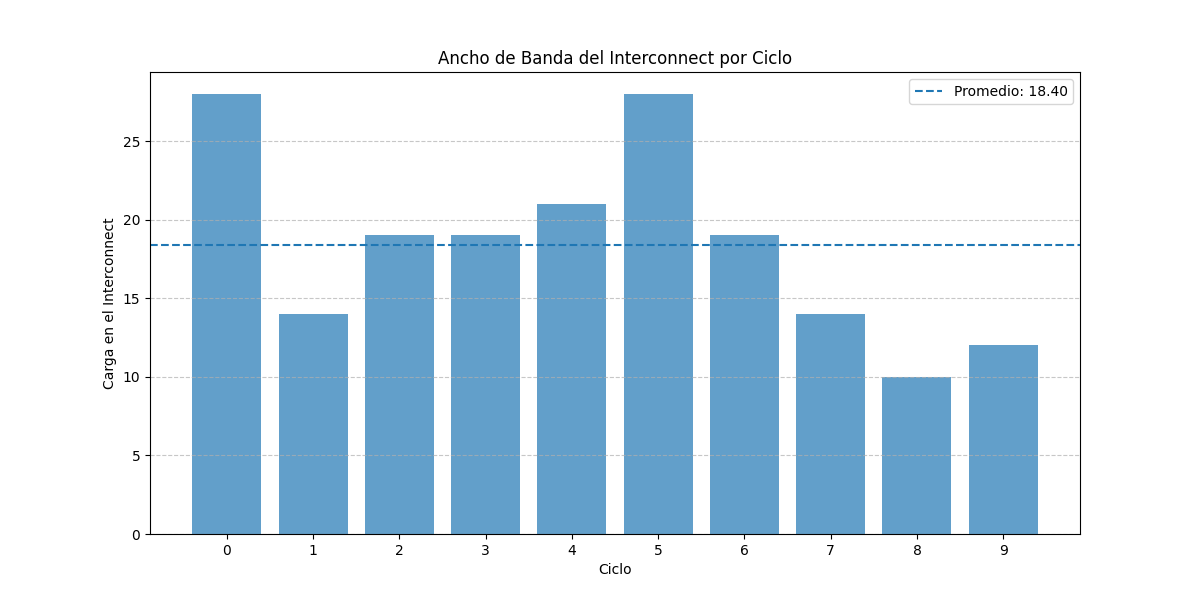 Ancho de Banda del Interconnect por Ciclo
Promedio: 18.40
Carga en el Interconnect
25
20
15
10
5
0
0 1 2 3 4 5 6 7 8 9
Ciclo